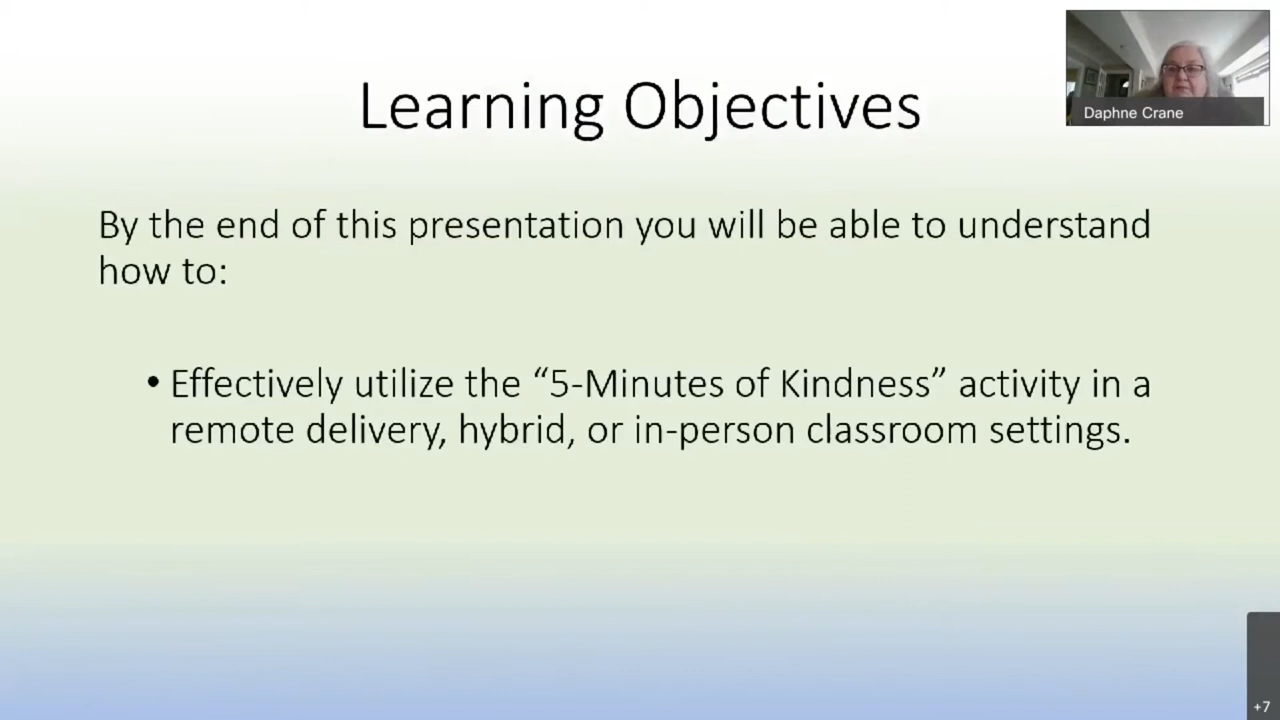 Learning Objectives
Daphne Crane
By the end of this presentation you will be able to understand
how to:
• Effectively utilize the “5-Minutes of Kindness” activity in a
remote delivery, hybrid, or in-person classroom settings.
+7